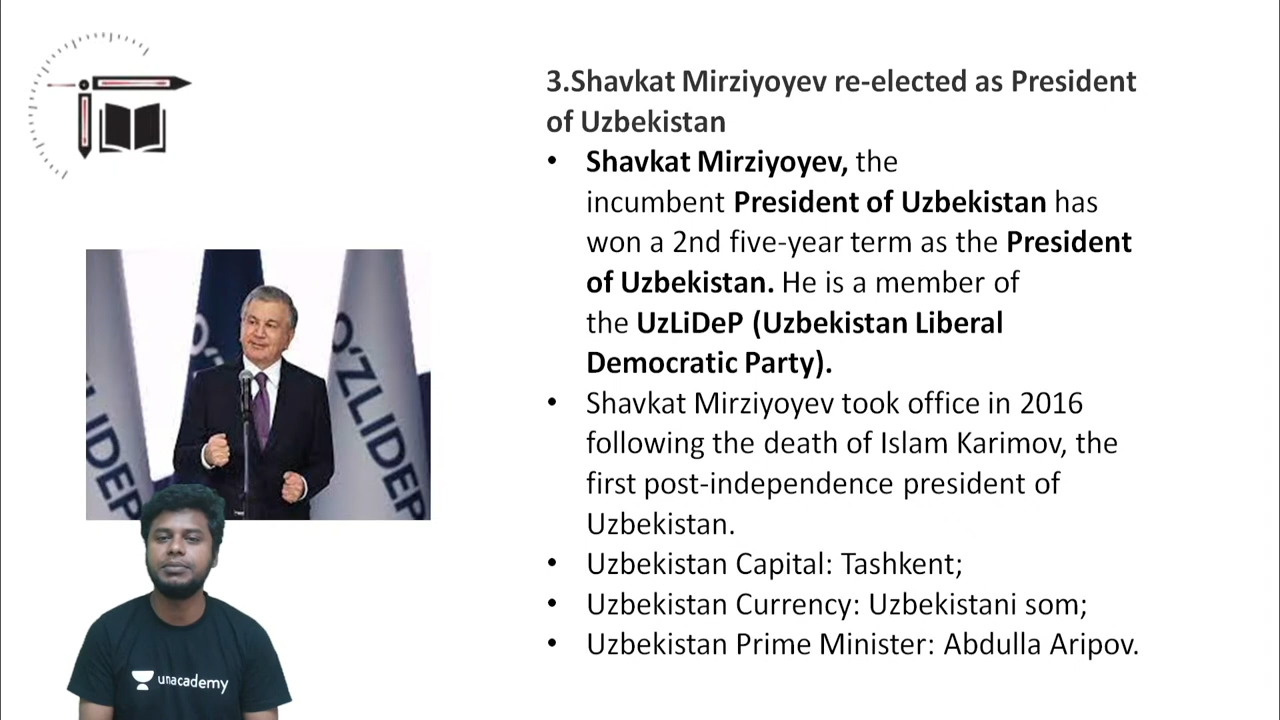 3.Shavkat Mirziyoyev re-elected as President
of Uzbekistan
• Shavkat Mirziyoyev, the
incumbent President of Uzbekistan has
won a 2nd five-year term as the President
of Uzbekistan. He is a member of
the UzLiDeP (Uzbekistan Liberal
Democratic Party).
• Shavkat Mirziyoyev took office in 2016
following the death of Islam Karimov, the
first post-independence president of
Uzbekistan.
• Uzbekistan Capital: Tashkent;
• Uzbekistan Currency: Uzbekistani som;
• Uzbekistan Prime Minister: Abdulla Aripov.
LIDEP
O‘Z
O‘ZLIDEP
unacademy